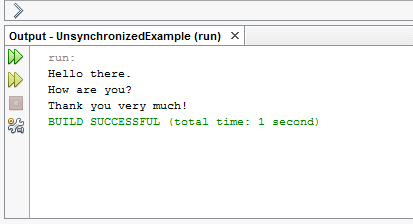 Output - UnsynchronizedExample (run)
run:
Hello there.
How are you?
Thank you very much!
BUILD SUCCESSFUL (total time: 1 second)